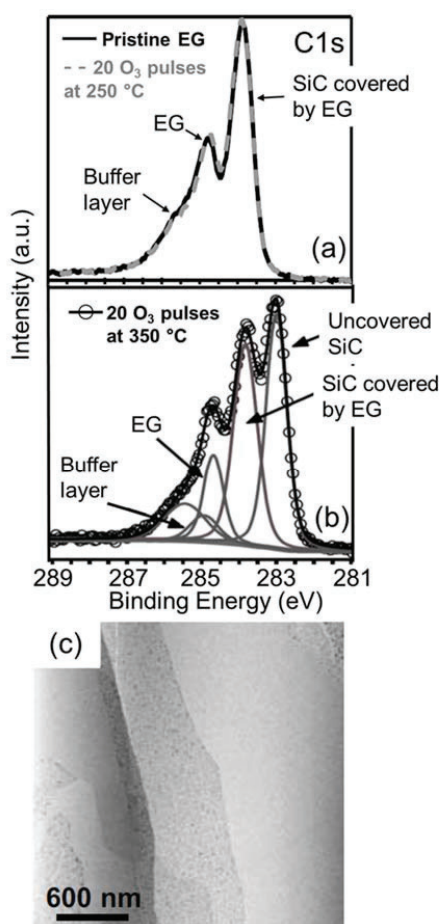 Pristine EG
C1s
20 O₃ pulses
at 250 °C
SiC covered
by EG
EG
Buffer
layer
(a)
Intensity (a.u.)
20 O₃ pulses
at 350 °C
Uncovered
SiC
SiC covered
by EG
EG
Buffer
layer
(b)
289 287 285 283 281
Binding Energy (eV)
(c)
600 nm